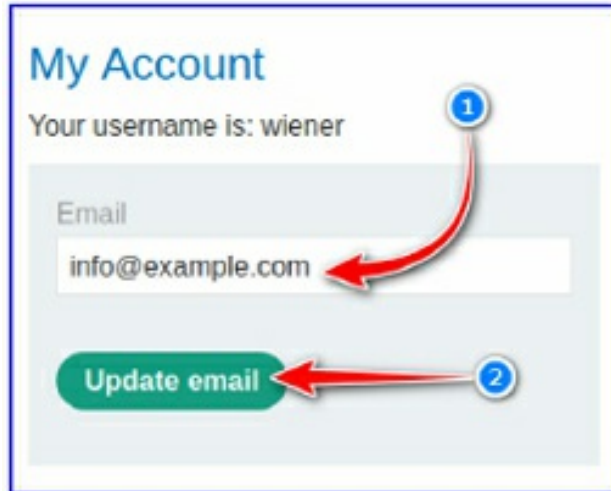 My Account
Your username is: wiener
1
Email
info@example.com
Update email
2